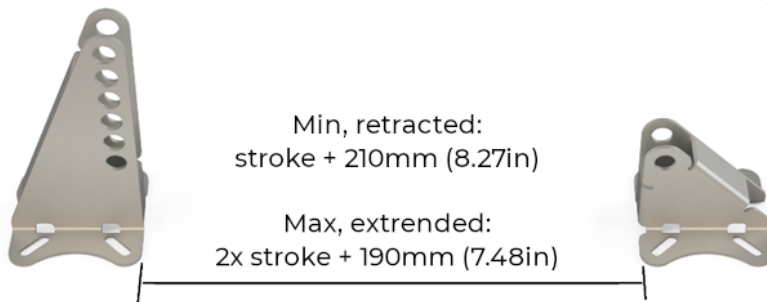 Min, retracted:
stroke + 210mm (8.27in)
Max, extrended:
2x stroke + 190mm (7.48in)